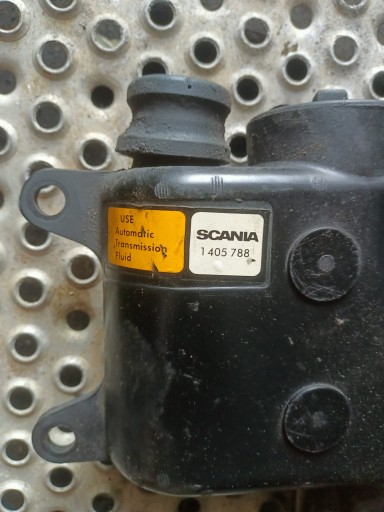 USE
Automatic
Transmission
Fluid
SCANIA
1 405 788